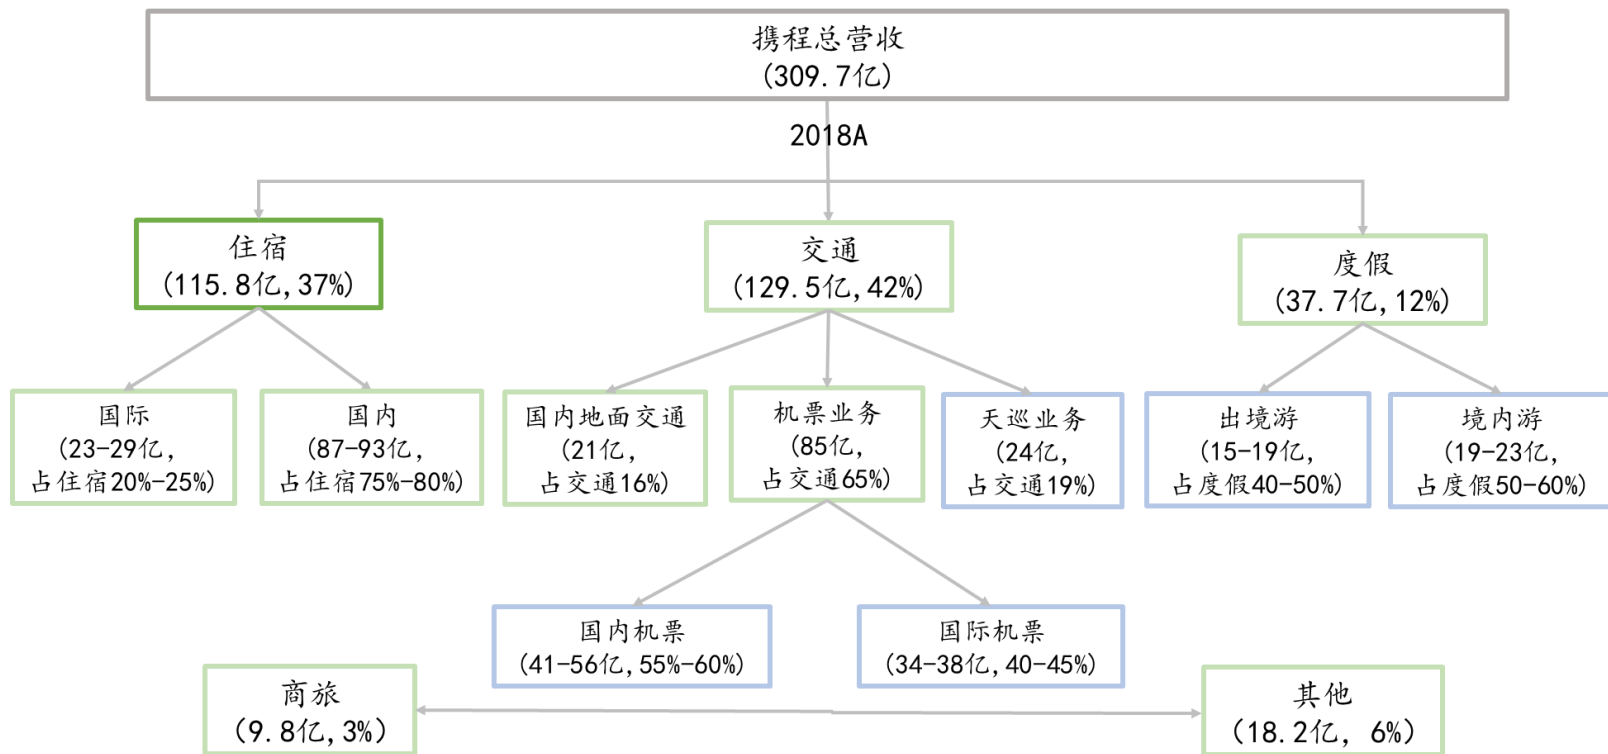 携程总营收
(309.7亿)
2018A
住宿
(115.8亿,37%)
交通
(129.5亿,42%)
度假
(37.7亿,12%)
国际
(23-29亿,
占住宿20%-25%)
国内
(87-93亿,
占住宿75%-80%)
国内地面交通
(21亿,
占交通16%)
机票业务
(85亿,
占交通65%)
天巡业务
(24亿,
占交通19%)
出境游
(15-19亿,
占度假40-50%)
境内游
(19-23亿,
占度假50-60%)
国内机票
(41-56亿,55%-60%)
国际机票
(34-38亿,40-45%)
商旅
(9.8亿,3%)
其他
(18.2亿, 6%)